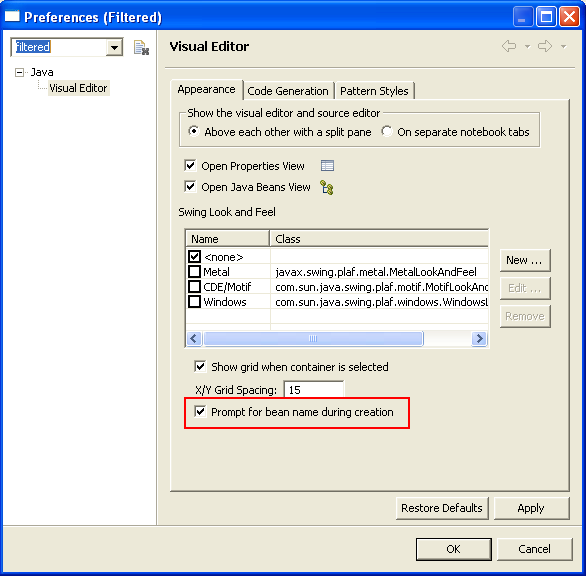 Preferences (Filtered)
filtered
Java
Visual Editor
Visual Editor
Appearance Code Generation Pattern Styles
Show the visual editor and source editor
Above each other with a split pane On separate notebook tabs
Open Properties View
Open Java Beans View
Swing Look and Feel
Name Class
<none>
Metal javax.swing.plaf.metal.MetalLookAndFeel
CDE/Motif com.sun.java.swing.plaf.motif.MotifLookAnd
Windows com.sun.java.swing.plaf.windows.WindowsL
New ...
Edit ...
Remove
Show grid when container is selected
X/Y Grid Spacing: 15
Prompt for bean name during creation
Restore Defaults Apply
OK Cancel